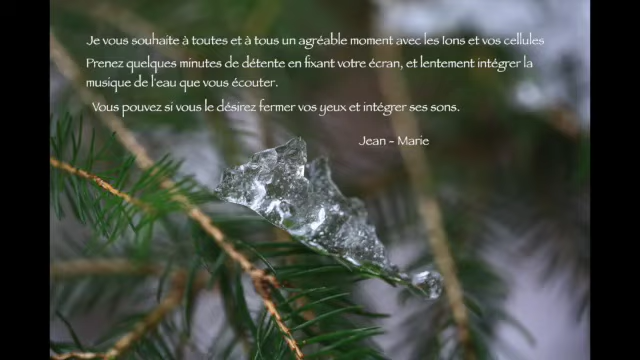 Je vous souhaite à toutes et à tous un agréable moment avec les Ions et vos cellules
Prenez quelques minutes de détente en fixant votre écran, et lentement intégrer la
musique de l'eau que vous écouter.
Vous pouvez si vous le désirez fermer vos yeux et intégrer ses sons.
Jean - Marie